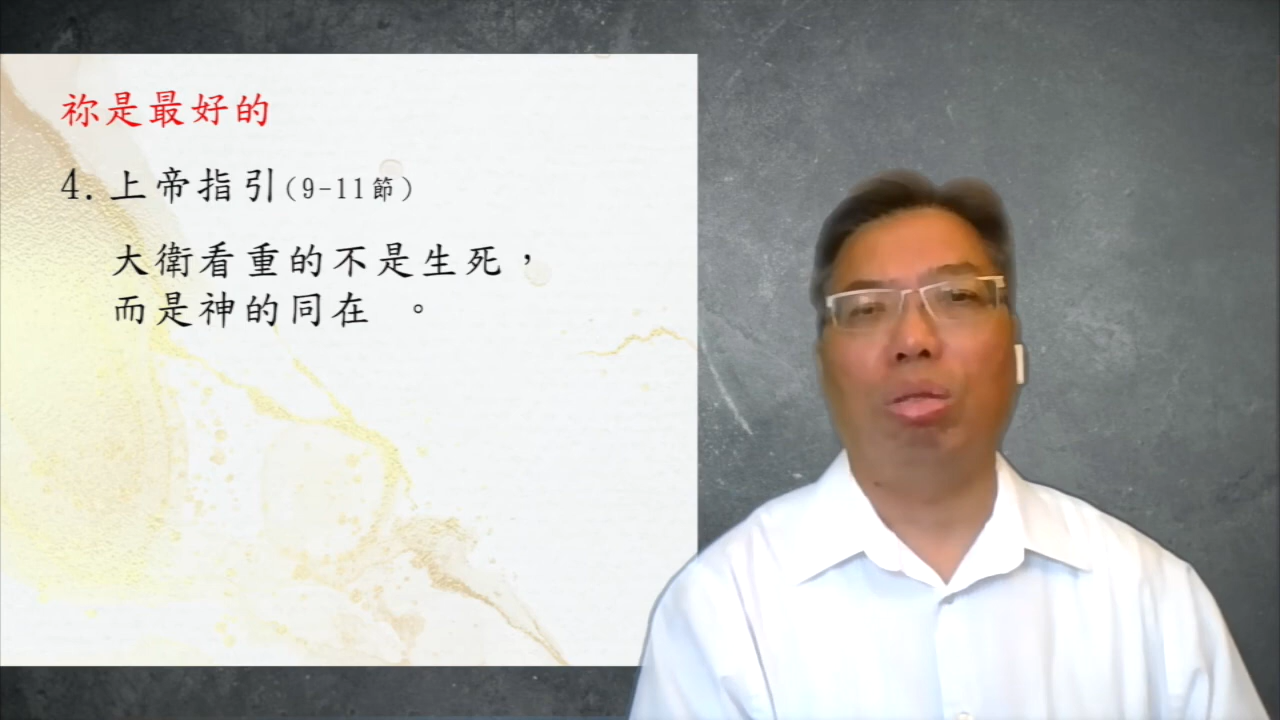 祢是最好的
4.上帝指引(9-11節)
大衛看重的不是生死，
而是神的同在 。